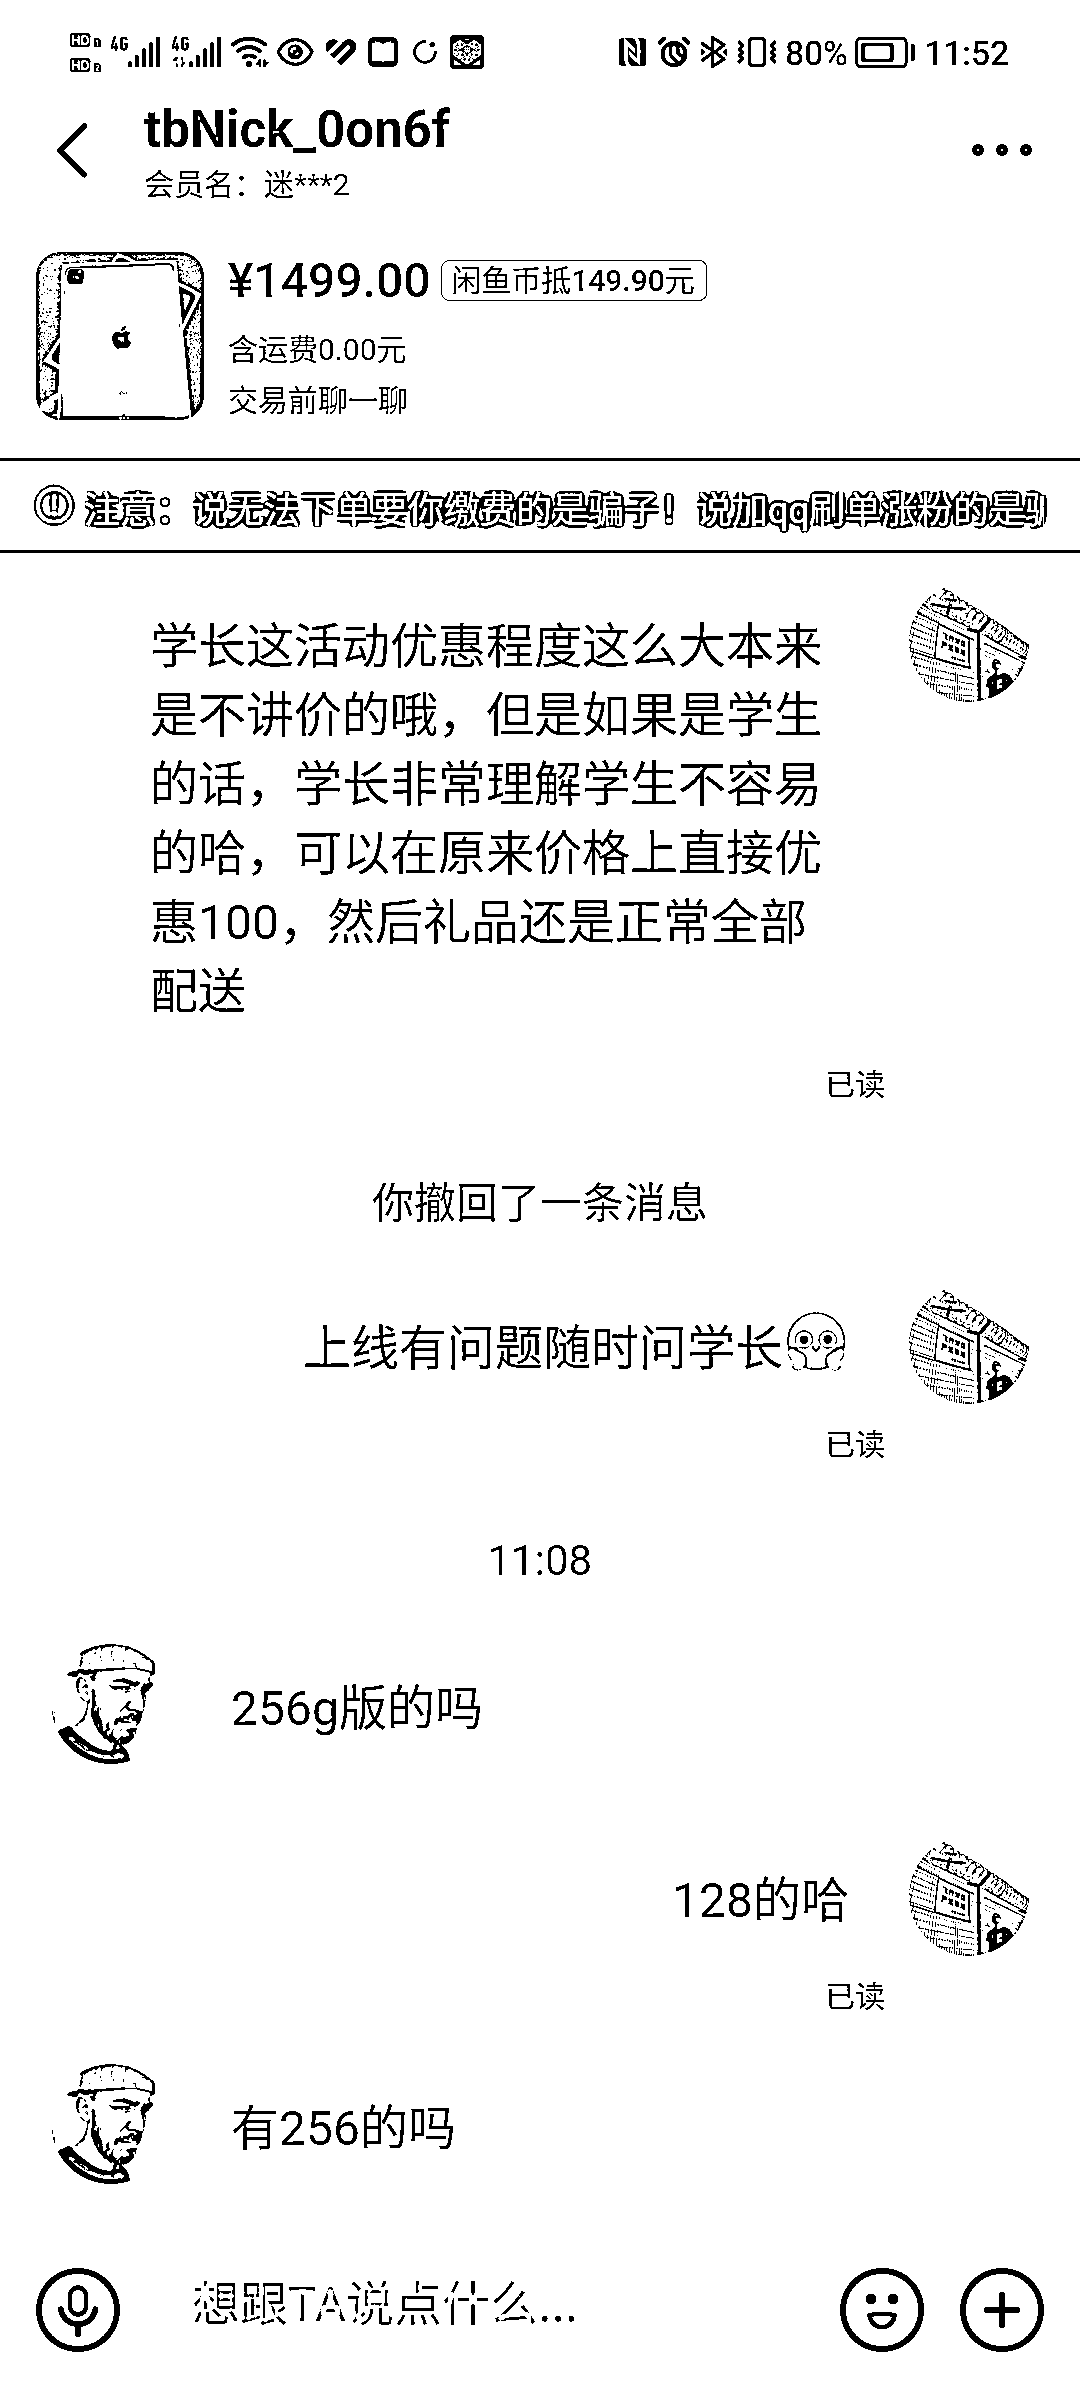 HD 1 4G 4G 80% 11:52
HD 2
tbNick_0on6f
会员名：迷***2
¥1499.00 闲鱼币抵149.90元
含运费0.00元
交易前聊一聊
注意：说无法下单要你缴费的是骗子！说加qq刷单涨粉的是骗
学长这活动优惠程度这么大本来
是不讲价的哦，但是如果是学生
的话，学长非常理解学生不容易
的哈，可以在原来价格上直接优
惠100，然后礼品还是正常全部
配送
已读
你撤回了一条消息
上线有问题随时问学长
已读
11:08
256g版的吗
128的哈
已读
有256的吗
想跟TA说点什么...